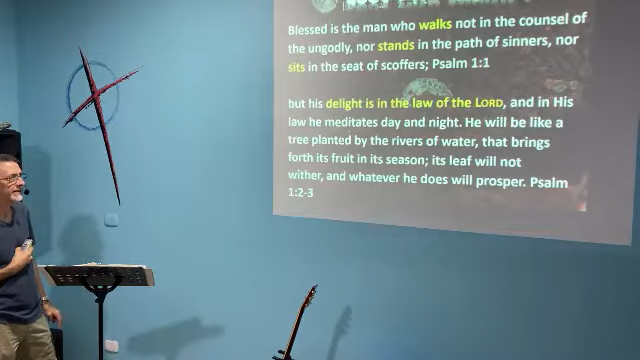 Blessed is the man who walks not in the counsel of
the ungodly, nor stands in the path of sinners, nor
sits in the seat of scoffers; Psalm 1:1
but his delight is in the law of the LORD, and in His
law he meditates day and night. He will be like a
tree planted by the rivers of water, that brings
forth its fruit in its season; its leaf will not
wither, and whatever he does will prosper. Psalm
1:2-3